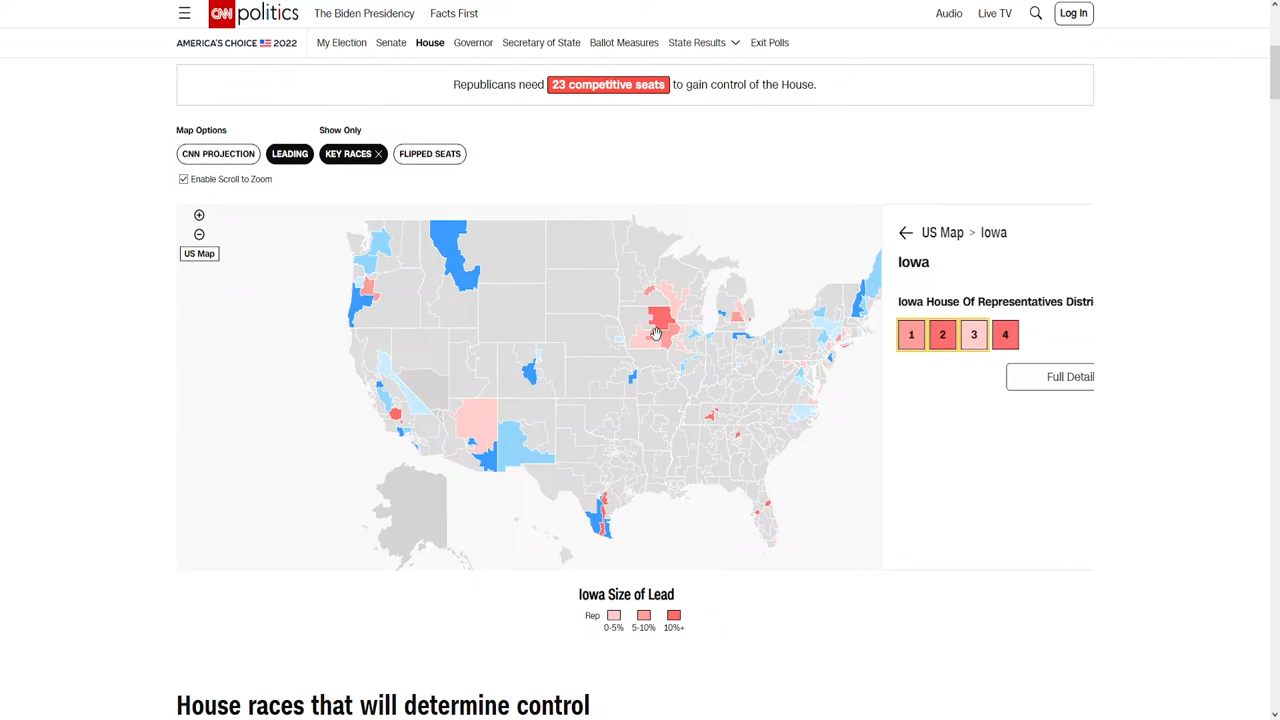 CNN politics The Biden Presidency Facts First Audio Live TV Log In
AMERICA'S CHOICE 2022 My Election Senate House Governor Secretary of State Ballot Measures State Results Exit Polls
Republicans need 23 competitive seats to gain control of the House.
Map Options Show Only
CNN PROJECTION LEADING KEY RACES FLIPPED SEATS
Enable Scroll to Zoom
US Map
US Map > Iowa
Iowa
Iowa House Of Representatives Distri
1 2 3 4
Full Detail
Iowa Size of Lead
Rep
0-5% 5-10% 10%+
House races that will determine control